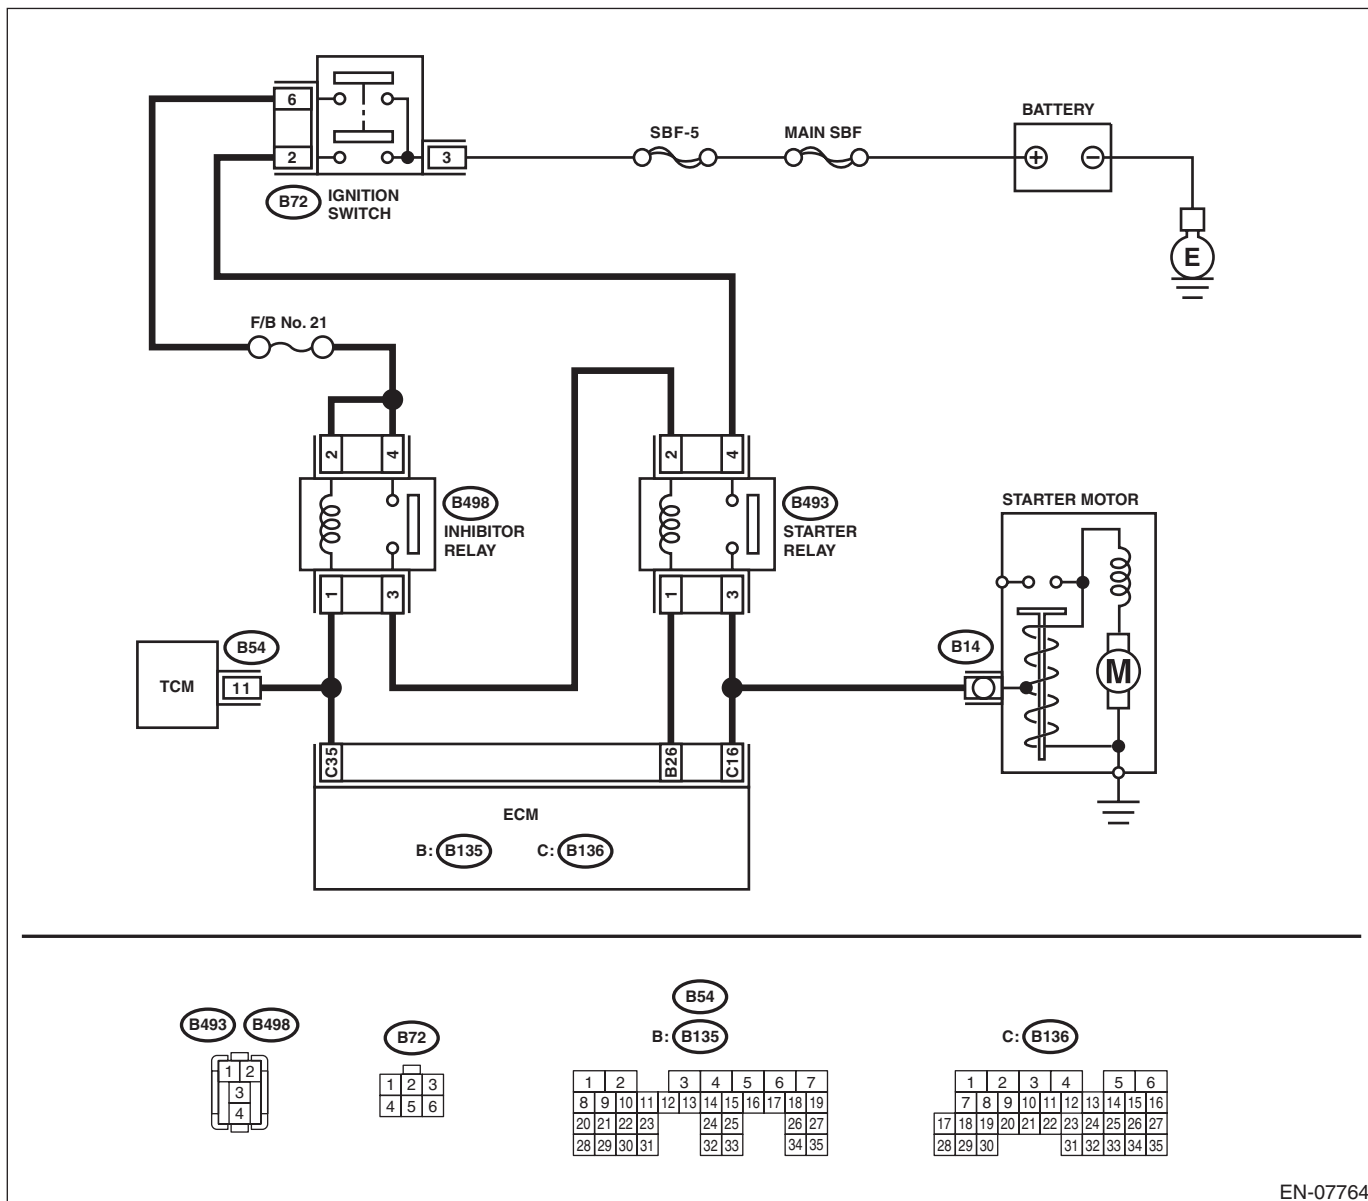 6
2
3
B72
IGNITION
SWITCH
SBF-5
MAIN SBF
BATTERY
+
−
E
F/B No. 21
2
4
B498
INHIBITOR
RELAY
1
3
2
4
B493
STARTER
RELAY
1
3
STARTER MOTOR
M
B14
TCM
B54
11
C35
B26
C16
ECM
B: B135
C: B136
B493 B498
1 2
3
4
B72
1 2 3
4 5 6
B54
B: B135
1 2 3 4 5 6 7
8 9 10 11 12 13 14 15 16 17 18 19
20 21 22 23 24 25 26 27
28 29 30 31 32 33 34 35
C: B136
1 2 3 4 5 6
7 8 9 10 11 12 13 14 15 16
17 18 19 20 21 22 23 24 25 26 27
28 29 30 31 32 33 34 35
EN-07764